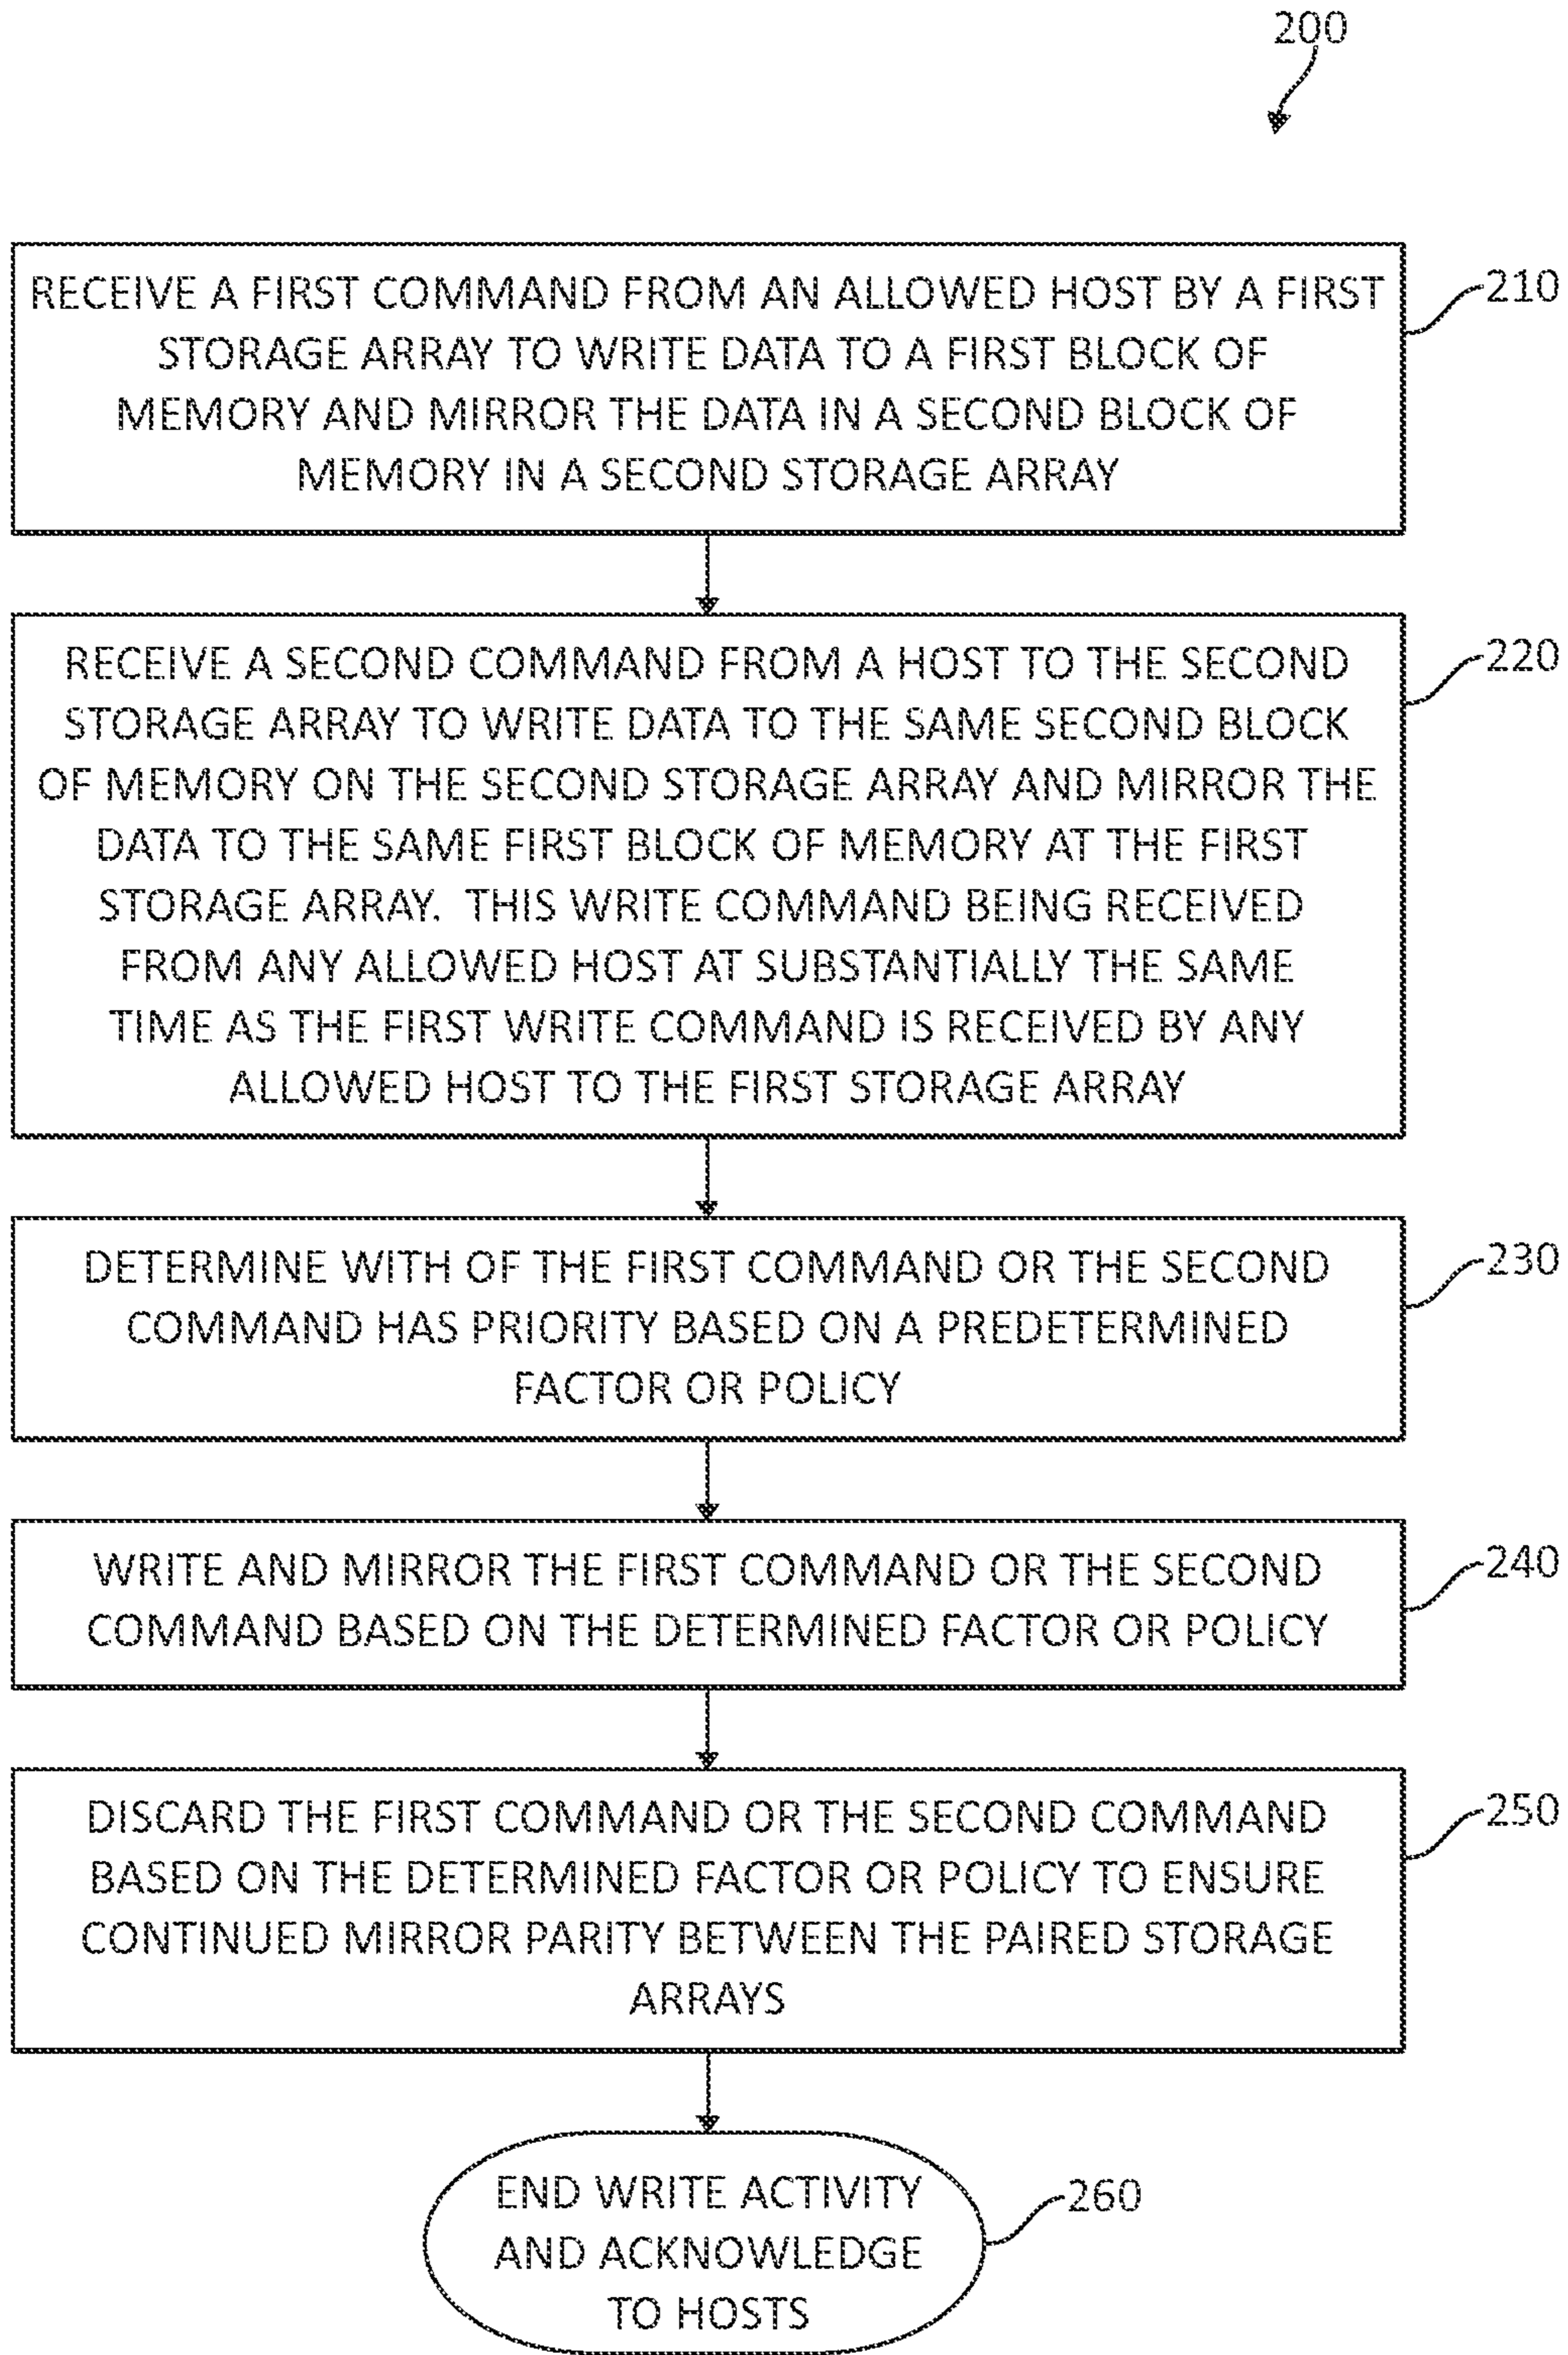 200
RECEIVE A FIRST COMMAND FROM AN ALLOWED HOST BY A FIRST
STORAGE ARRAY TO WRITE DATA TO A FIRST BLOCK OF
MEMORY AND MIRROR THE DATA IN A SECOND BLOCK OF
MEMORY IN A SECOND STORAGE ARRAY
210
RECEIVE A SECOND COMMAND FROM A HOST TO THE SECOND
STORAGE ARRAY TO WRITE DATA TO THE SAME SECOND BLOCK
OF MEMORY ON THE SECOND STORAGE ARRAY AND MIRROR THE
DATA TO THE SAME FIRST BLOCK OF MEMORY AT THE FIRST
STORAGE ARRAY. THIS WRITE COMMAND BEING RECEIVED
FROM ANY ALLOWED HOST AT SUBSTANTIALLY THE SAME
TIME AS THE FIRST WRITE COMMAND IS RECEIVED BY ANY
ALLOWED HOST TO THE FIRST STORAGE ARRAY
220
DETERMINE WITH OF THE FIRST COMMAND OR THE SECOND
COMMAND HAS PRIORITY BASED ON A PREDETERMINED
FACTOR OR POLICY
230
WRITE AND MIRROR THE FIRST COMMAND OR THE SECOND
COMMAND BASED ON THE DETERMINED FACTOR OR POLICY
240
DISCARD THE FIRST COMMAND OR THE SECOND COMMAND
BASED ON THE DETERMINED FACTOR OR POLICY TO ENSURE
CONTINUED MIRROR PARITY BETWEEN THE PAIRED STORAGE
ARRAYS
250
END WRITE ACTIVITY
AND ACKNOWLEDGE
TO HOSTS
260